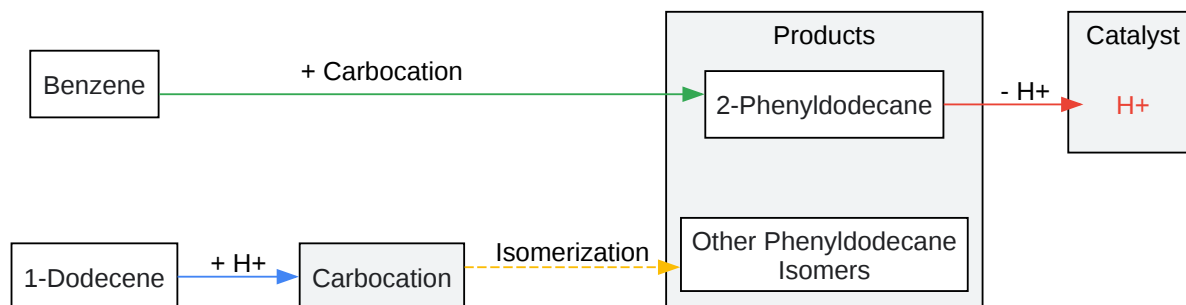 Products
Catalyst
Benzene
+ Carbocation
2-Phenyldodecane
- H+
H+
1-Dodecene
+ H+
Carbocation
Isomerization
Other Phenyldodecane
Isomers